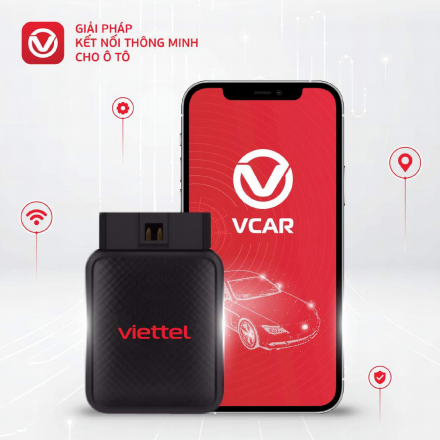 GIẢI PHÁP
KẾT NỐI THÔNG MINH
CHO Ô TÔ
VCAR
viettel